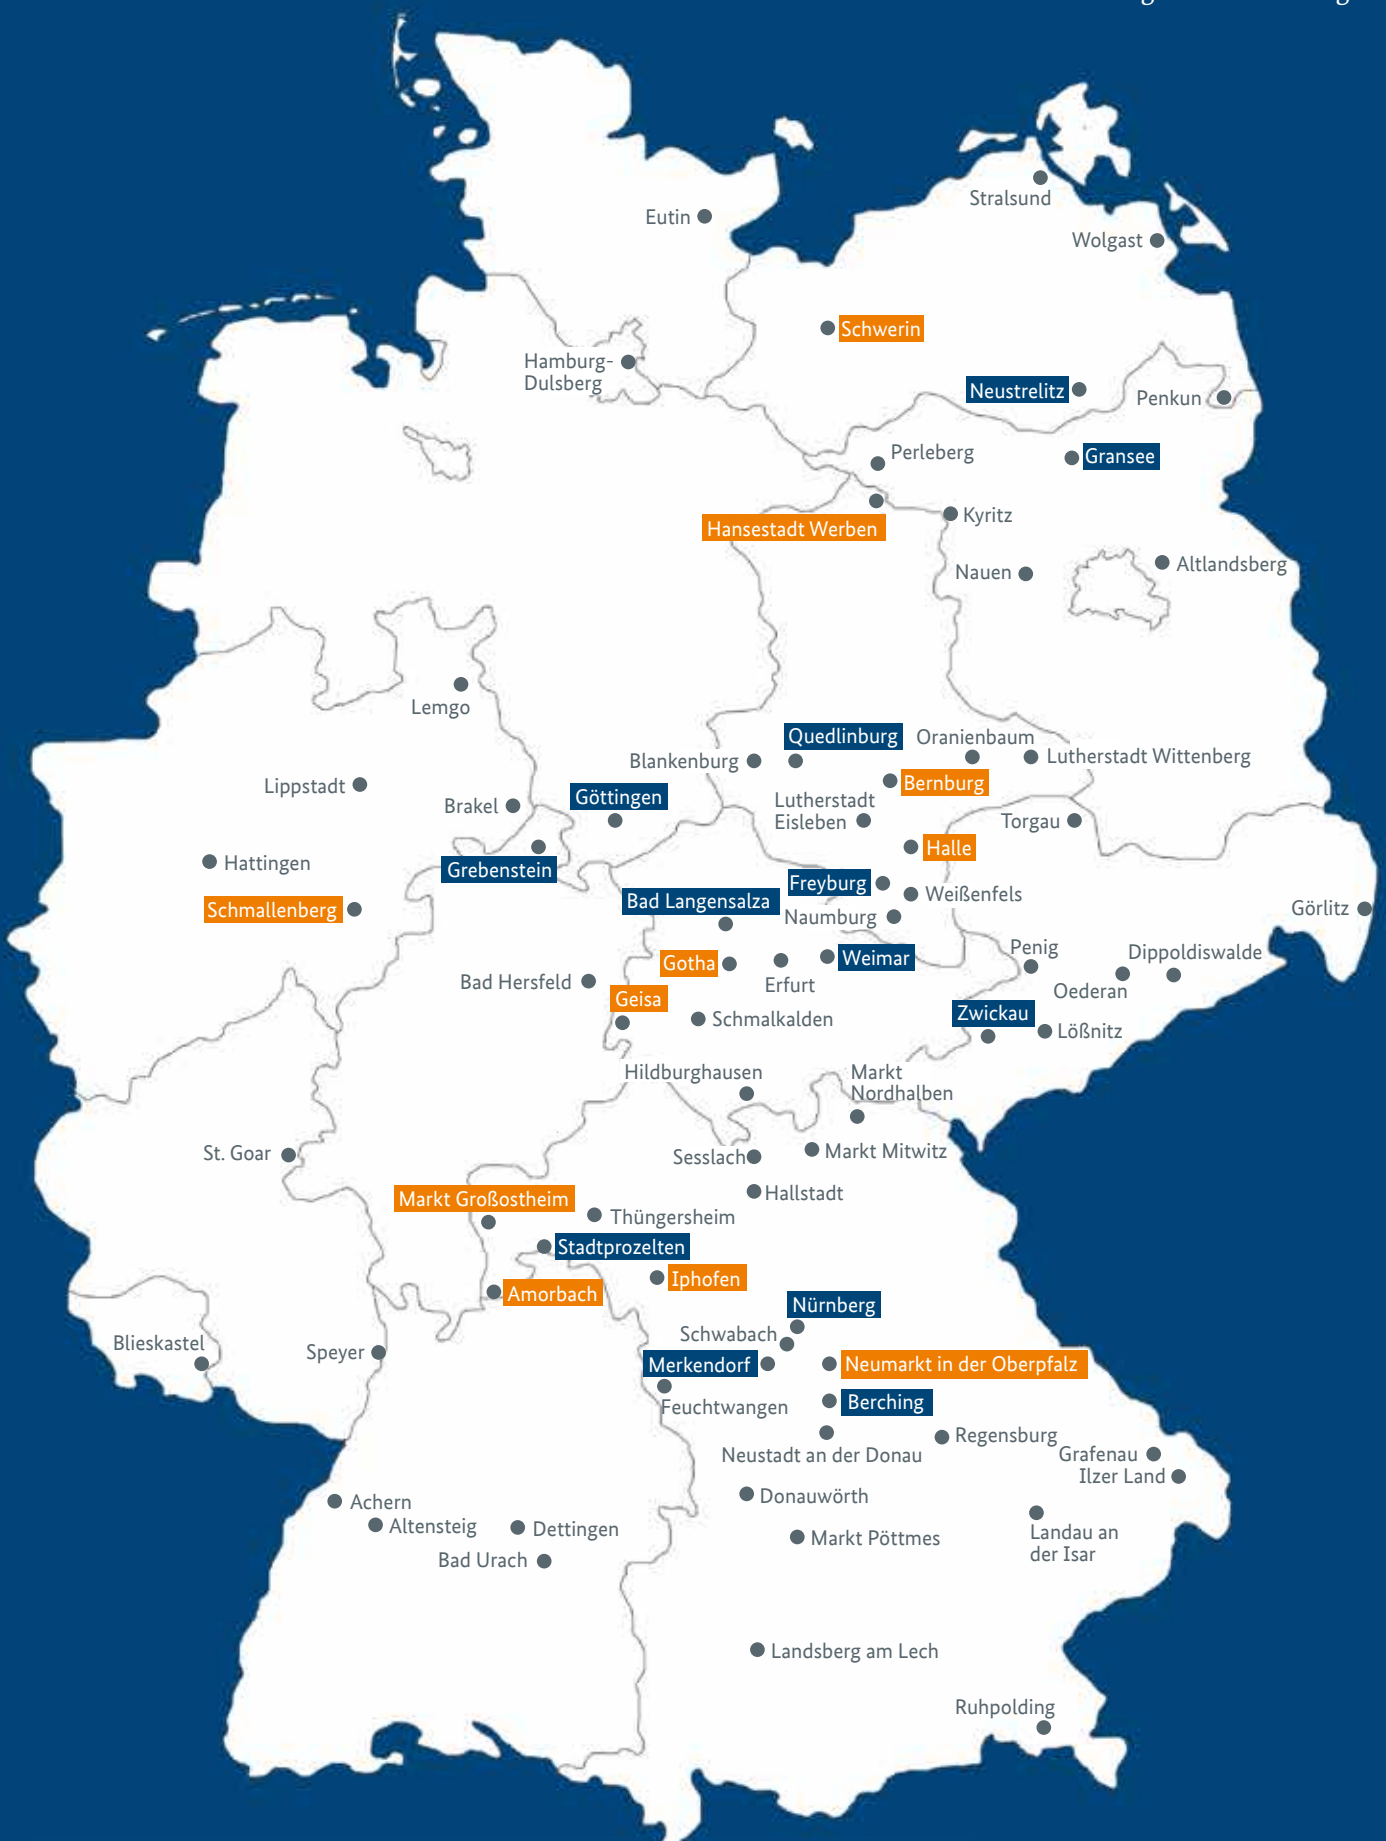 Stralsund
Eutin
Wolgast
Schwerin
Hamburg-
Dulsberg
Neustrelitz
Penkun
Perleberg
Gransee
Kyritz
Hansestadt Werben
Altlandsberg
Nauen
Lemgo
Quedlinburg
Oranienbaum
Blankenburg
Lutherstadt Wittenberg
Bernburg
Lippstadt
Göttingen
Brakel
Lutherstadt
Eisleben
Torgau
Halle
Hattingen
Grebenstein
Freyburg
Weißenfels
Bad Langensalza
Schmallenberg
Naumburg
Görlitz
Penig
Dippoldiswalde
Weimar
Gotha
Bad Hersfeld
Erfurt
Oederan
Geisa
Zwickau
Schmalkalden
Lößnitz
Hildburghausen
Markt
Nordhalben
St. Goar
Sesslach
Markt Mitwitz
Hallstadt
Markt Großostheim
Thüngersheim
Stadtprozelten
Iphofen
Amorbach
Nürnberg
Schwabach
Blieskastel
Speyer
Merkendorf
Neumarkt in der Oberpfalz
Berching
Feuchtwangen
Regensburg
Neustadt an der Donau
Grafenau
Ilzer Land
Donauwörth
Achern
Altensteig
Dettingen
Landau an
der Isar
Markt Pöttmes
Bad Urach
Landsberg am Lech
Ruhpolding